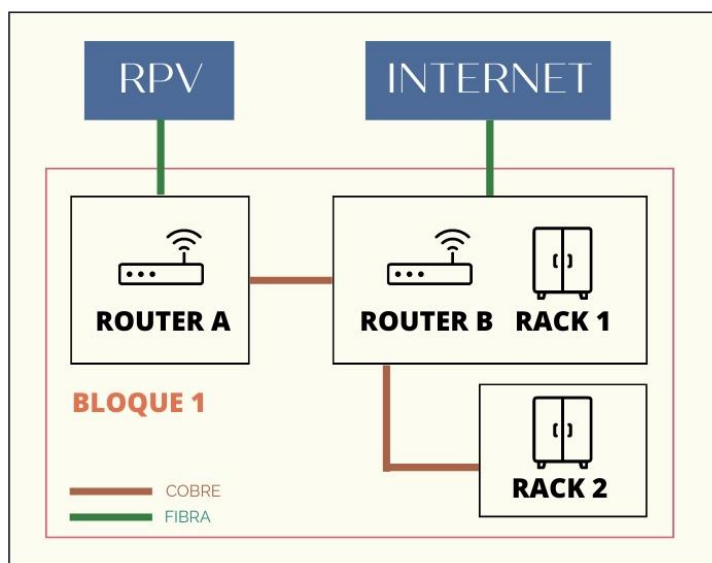 RPV
INTERNET
ROUTER A
ROUTER B
RACK 1
BLOQUE 1
RACK 2
COBRE
FIBRA